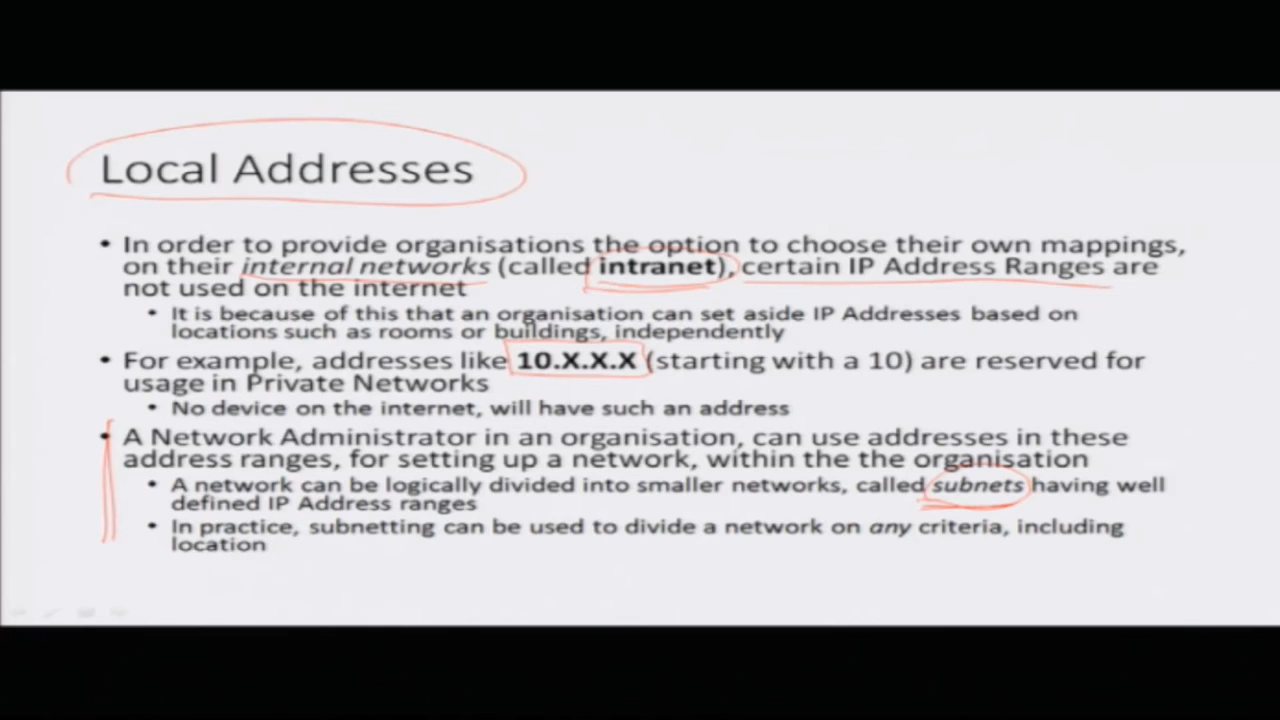 Local Addresses
• In order to provide organisations the option to choose their own mappings,
on their internal networks (called intranet), certain IP Address Ranges are
not used on the internet
• It is because of this that an organisation can set aside IP Addresses based on
locations such as rooms or buildings, independently
• For example, addresses like 10.X.X.X (starting with a 10) are reserved for
usage in Private Networks
• No device on the internet, will have such an address
• A Network Administrator in an organisation, can use addresses in these
address ranges, for setting up a network, within the the organisation
• A network can be logically divided into smaller networks, called subnets having well
defined IP Address ranges
• In practice, subnetting can be used to divide a network on any criteria, including
location